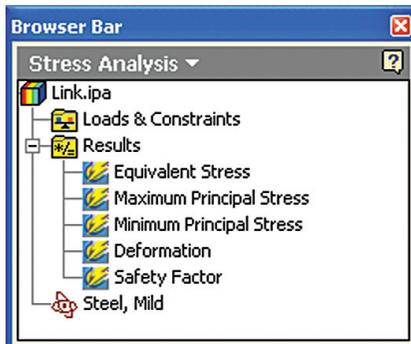 Browser Bar
Stress Analysis
?
Link.ipa
Loads & Constraints
Results
Equivalent Stress
Maximum Principal Stress
Minimum Principal Stress
Deformation
Safety Factor
Steel, Mild